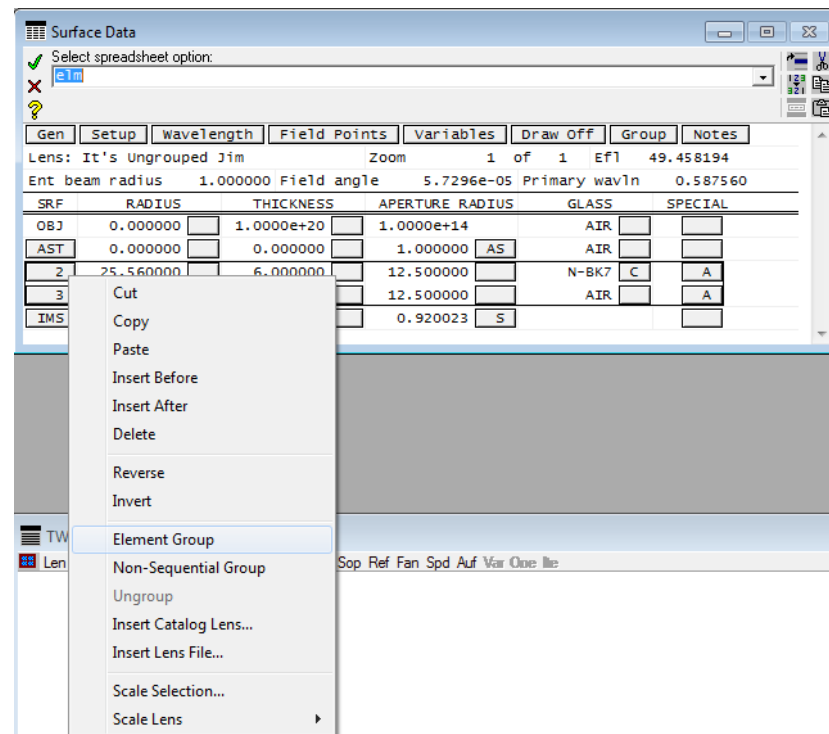 Surface Data
Select spreadsheet option:
elm
Gen Setup Wavelength Field Points Variables Draw Off Group Notes
Lens: It's Ungrouped Jim Zoom 1 of 1 Efl 49.458194
Ent beam radius 1.000000 Field angle 5.7296e-05 Primary wavln 0.587560
SRF RADIUS THICKNESS APERTURE RADIUS GLASS SPECIAL
OBJ 0.000000 1.0000e+20 1.0000e+14 AIR
AST 0.000000 0.000000 1.000000 AS AIR
2 25.560000 6.000000 12.500000 N-BK7 C A
3 12.500000 AIR A
IMS 0.920023 S
Cut
Copy
Paste
Insert Before
Insert After
Delete
Reverse
Invert
TW
Element Group
Len Sop Ref Fan Spd Auf Var Ope
Non-Sequential Group
Ungroup
Insert Catalog Lens...
Insert Lens File...
Scale Selection...
Scale Lens